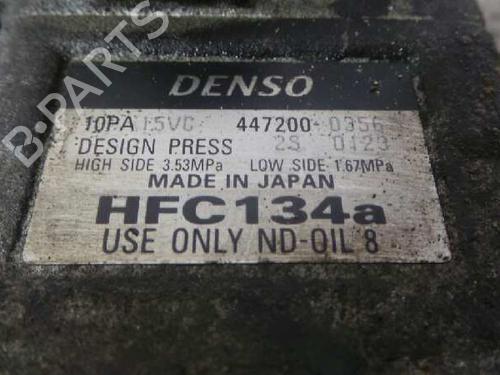 B-PARTS
DENSO
10PA15VC 447200-0356
DESIGN PRESS 23 0123
HIGH SIDE 3.53MPa LOW SIDE 1.67MPa
MADE IN JAPAN
HFC134a
USE ONLY ND-OIL 8